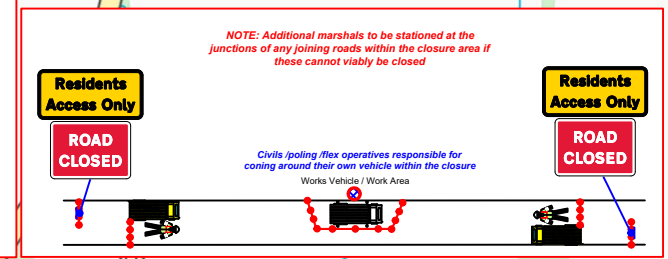 NOTE: Additional marshals to be stationed at the
junctions of any joining roads within the closure area if
these cannot viably be closed
Residents
Access Only
ROAD
CLOSED
Residents
Access Only
ROAD
CLOSED
Civils /poling /flex operatives responsible for
coning around their own vehicle within the closure
Works Vehicle / Work Area